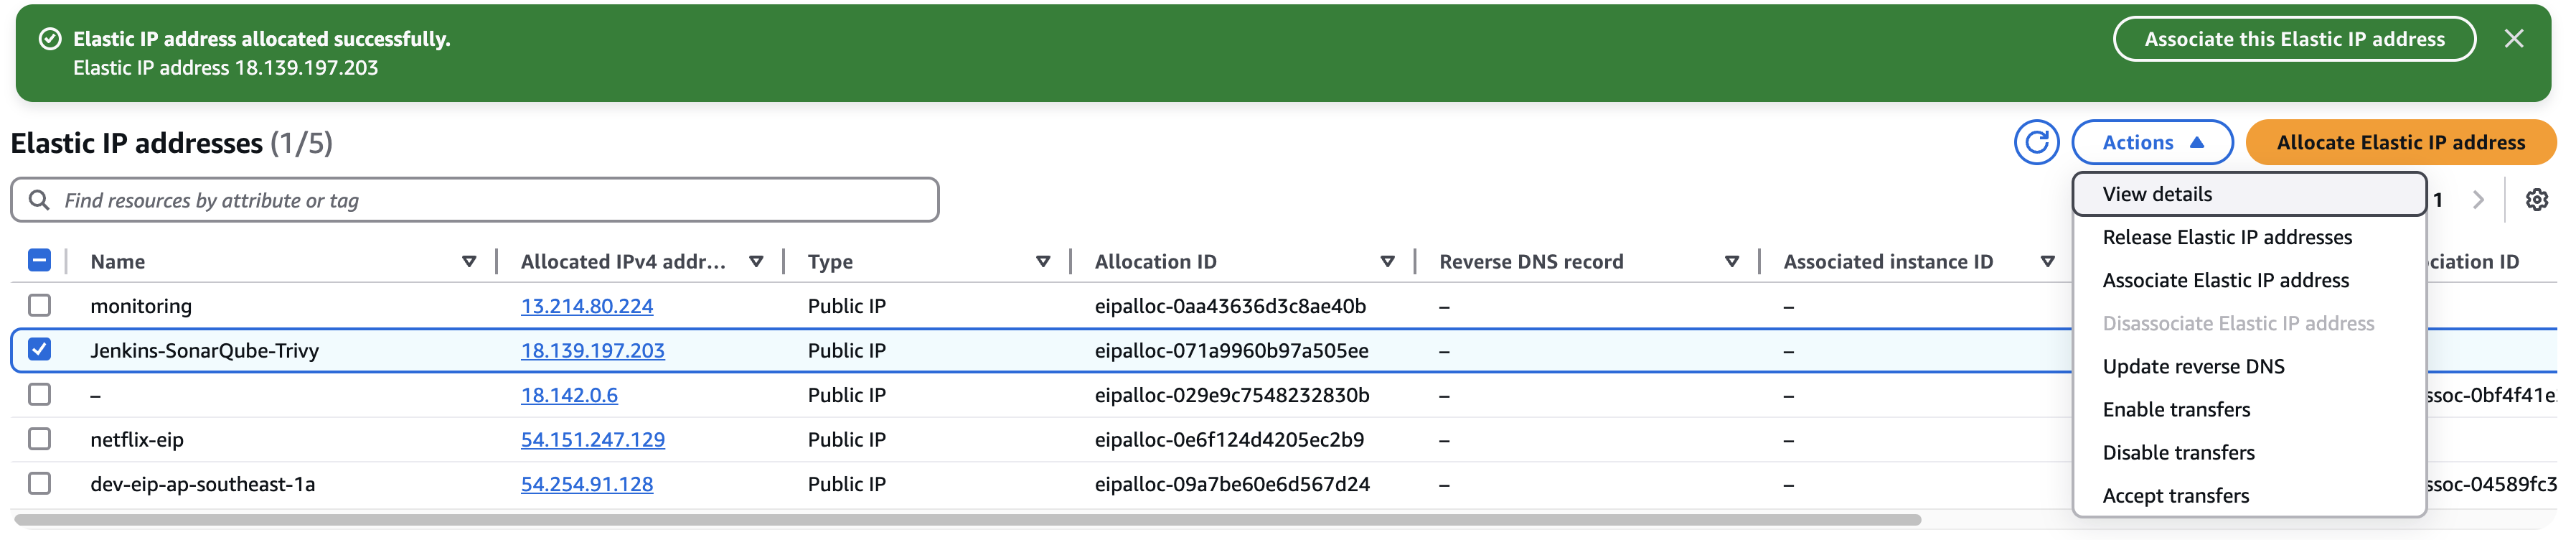 Elastic IP address allocated successfully.
Elastic IP address 18.139.197.203
Associate this Elastic IP address
Elastic IP addresses (1/5)
Actions
Allocate Elastic IP address
Find resources by attribute or tag
1
Name
Allocated IPv4 addr...
Type
Allocation ID
Reverse DNS record
Associated instance ID
ciation ID
monitoring
13.214.80.224
Public IP
eipalloc-0aa43636d3c8ae40b
–
–
Jenkins-SonarQube-Trivy
18.139.197.203
Public IP
eipalloc-071a9960b97a505ee
–
–
–
18.142.0.6
Public IP
eipalloc-029e9c7548232830b
–
–
ssoc-0bf4f41e
netflix-eip
54.151.247.129
Public IP
eipalloc-0e6f124d4205ec2b9
–
–
dev-eip-ap-southeast-1a
54.254.91.128
Public IP
eipalloc-09a7be60e6d567d24
–
–
ssoc-04589fc3
View details
Release Elastic IP addresses
Associate Elastic IP address
Disassociate Elastic IP address
Update reverse DNS
Enable transfers
Disable transfers
Accept transfers